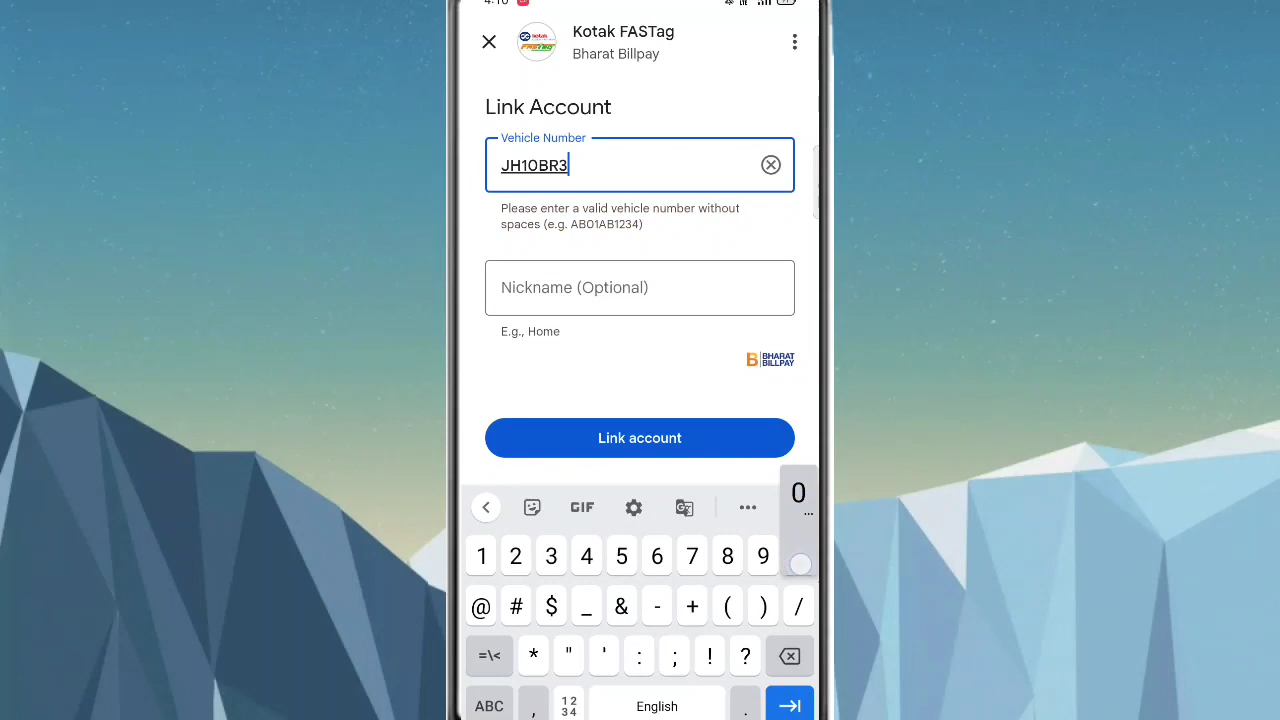 4:10
Kotak FASTag
Bharat Billpay
Link Account
Vehicle Number
JH10BR3
Please enter a valid vehicle number without
spaces (e.g. AB01AB1234)
Nickname (Optional)
E.g., Home
B BHARAT
BILLPAY
Link account
GIF
0
...
1 2 3 4 5 6 7 8 9
@ # $ _ & - + ( ) /
=\< * " ' : ; ! ?
ABC , 12
34 English .